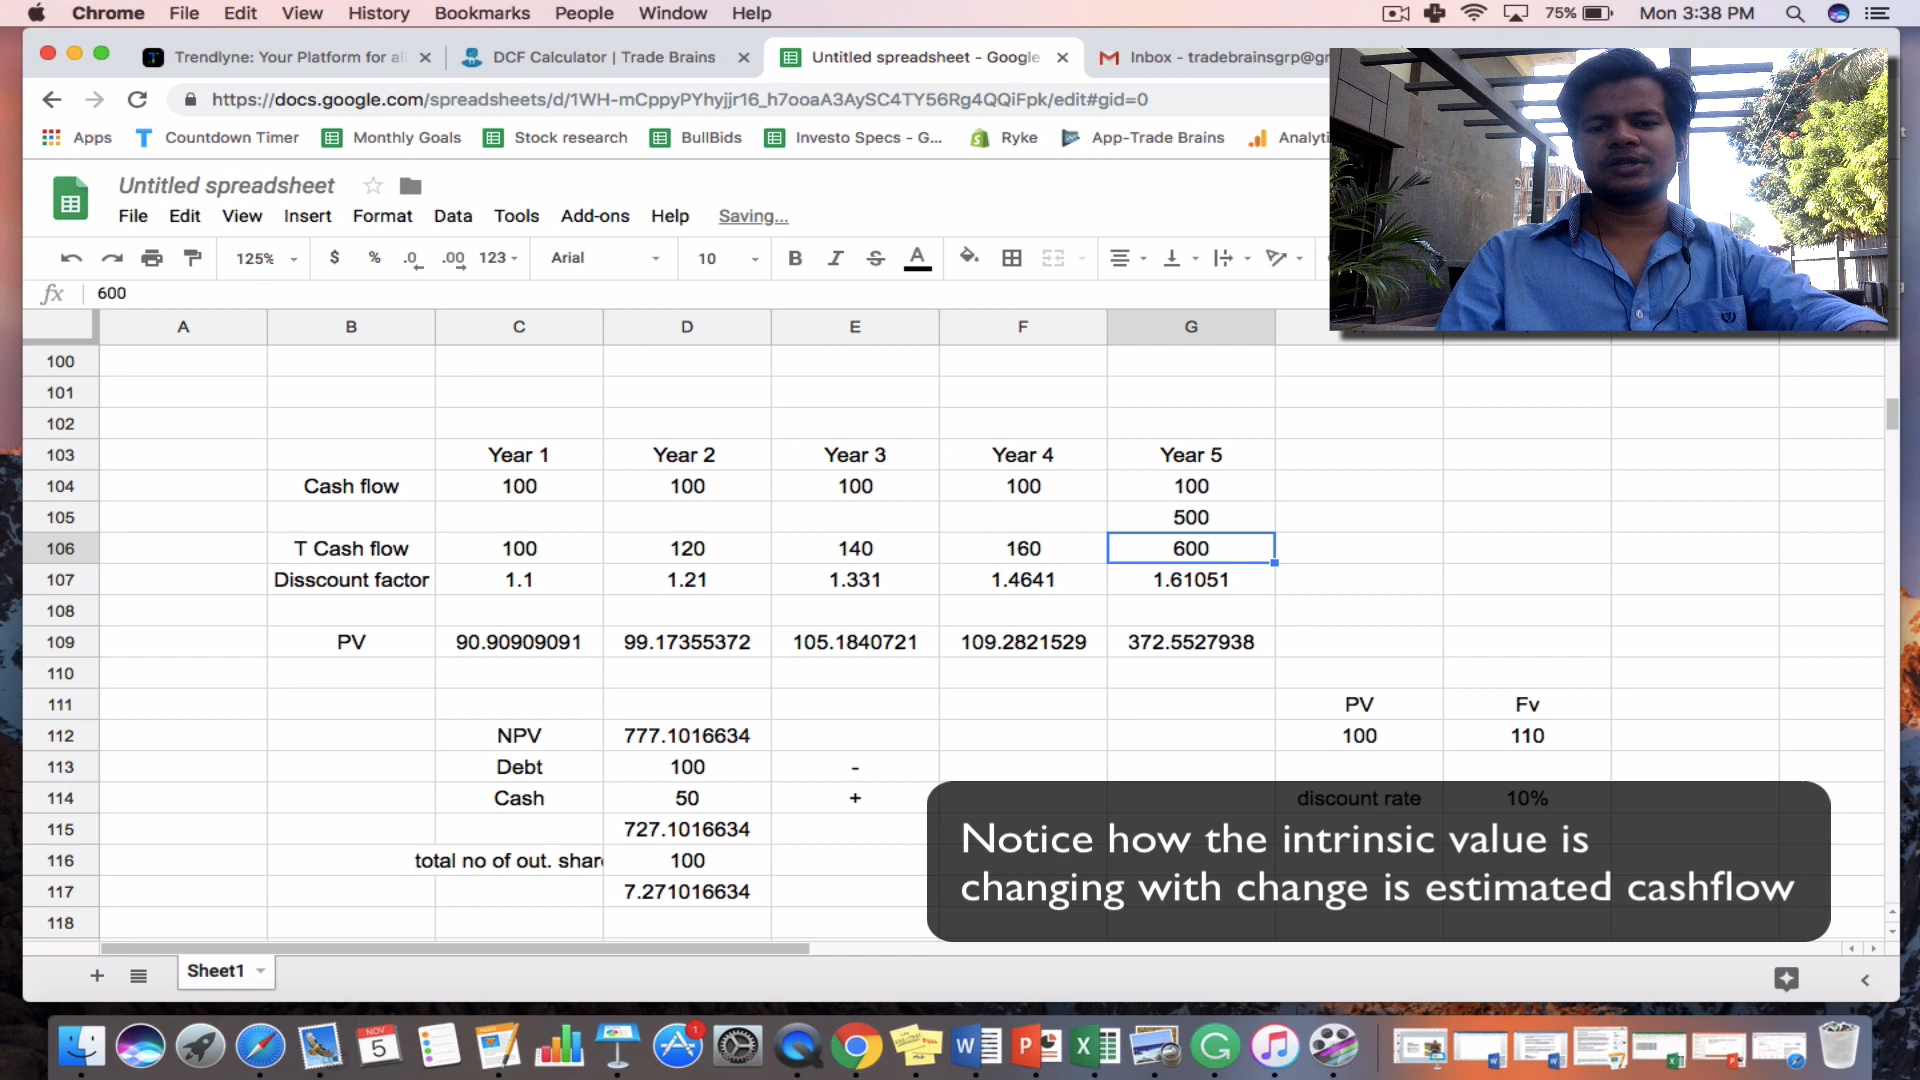 Chrome File Edit View History Bookmarks People Window Help 75% Mon 3:38 PM
Trendlyne: Your Platform for all DCF Calculator | Trade Brains Untitled spreadsheet - Google Inbox - tradebrainsgrp@gm
https://docs.google.com/spreadsheets/d/1WH-mCppyPYhyjjr16_h7ooaA3AySC4TY56Rg4QQiFpk/edit#gid=0
Apps Countdown Timer Monthly Goals Stock research BullBids Investo Specs - G... Ryke App-Trade Brains Analyti
Untitled spreadsheet
File Edit View Insert Format Data Tools Add-ons Help Saving...
125% $ % .0 .00 123 Arial 10 B I S A
fx 600
A B C D E F G
100
101
102
103 Year 1 Year 2 Year 3 Year 4 Year 5
104 Cash flow 100 100 100 100 100
105 500
106 T Cash flow 100 120 140 160 600
107 Disscount factor 1.1 1.21 1.331 1.4641 1.61051
108
109 PV 90.90909091 99.17355372 105.1840721 109.2821529 372.5527938
110
111 PV Fv
112 NPV 777.1016634 100 110
113 Debt 100 -
114 Cash 50 + discount rate 10%
115 727.1016634
116 total no of out. share 100
117 7.271016634
118
Notice how the intrinsic value is
changing with change is estimated cashflow
Sheet1
NOV
5
1
W P X